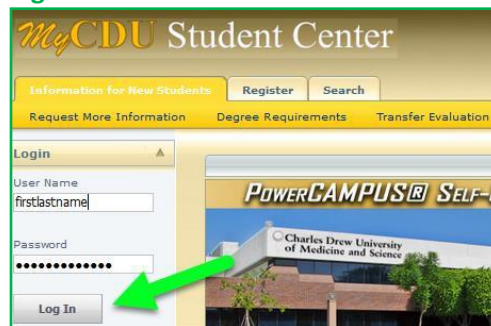 MyCDU Student Center
Information for New Students Register Search
Request More Information Degree Requirements Transfer Evaluation
Login
User Name
firstlastname
Password
Log In
POWERCAMPUS® SELF-
Charles Drew University
of Medicine and Science